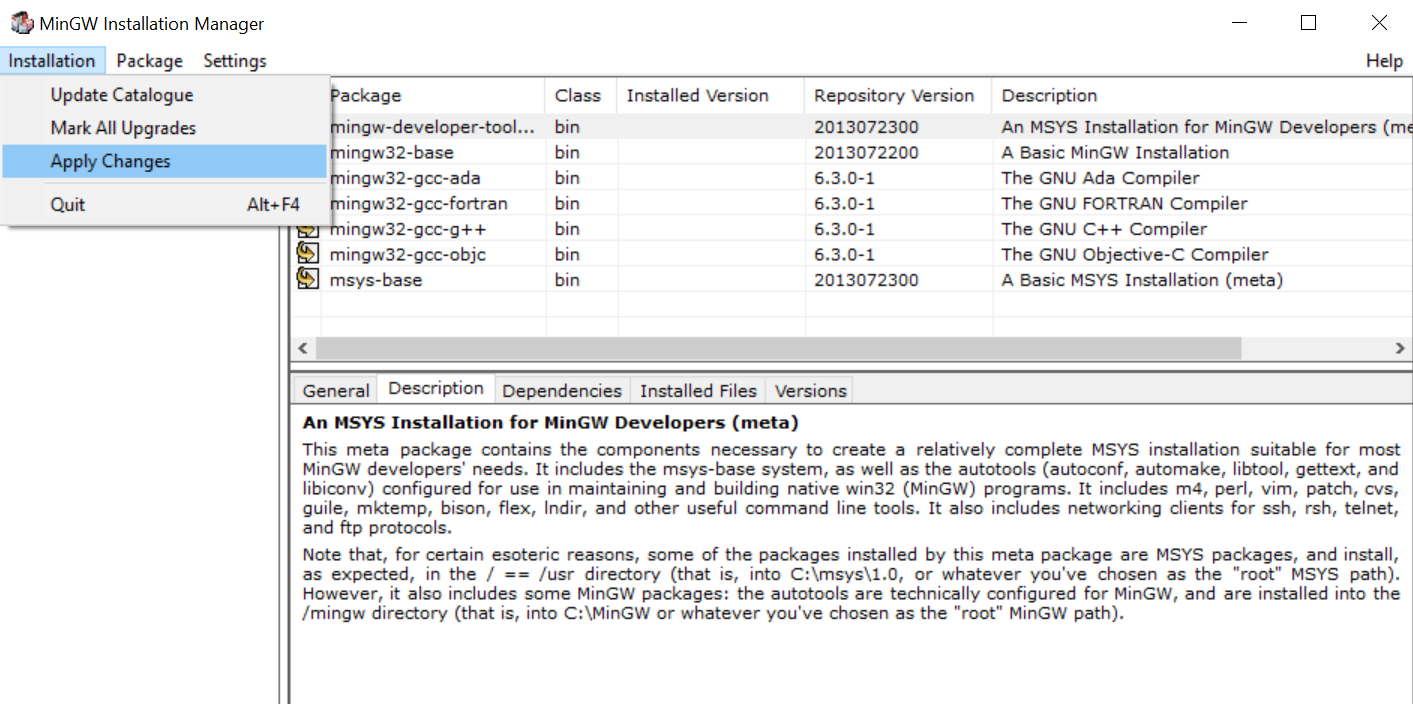 MinGW Installation Manager
Installation Package Settings Help
Update Catalogue
Mark All Upgrades
Apply Changes
Quit Alt+F4
Package Class Installed Version Repository Version Description
mingw-developer-tool... bin 2013072300 An MSYS Installation for MinGW Developers (me
mingw32-base bin 2013072200 A Basic MinGW Installation
mingw32-gcc-ada bin 6.3.0-1 The GNU Ada Compiler
mingw32-gcc-fortran bin 6.3.0-1 The GNU FORTRAN Compiler
mingw32-gcc-g++ bin 6.3.0-1 The GNU C++ Compiler
mingw32-gcc-objc bin 6.3.0-1 The GNU Objective-C Compiler
msys-base bin 2013072300 A Basic MSYS Installation (meta)
General Description Dependencies Installed Files Versions
An MSYS Installation for MinGW Developers (meta)
This meta package contains the components necessary to create a relatively complete MSYS installation suitable for most
MinGW developers' needs. It includes the msys-base system, as well as the autotools (autoconf, automake, libtool, gettext, and
libiconv) configured for use in maintaining and building native win32 (MinGW) programs. It includes m4, perl, vim, patch, cvs,
guile, mktemp, bison, flex, lndir, and other useful command line tools. It also includes networking clients for ssh, rsh, telnet,
and ftp protocols.
Note that, for certain esoteric reasons, some of the packages installed by this meta package are MSYS packages, and install,
as expected, in the / == /usr directory (that is, into C:\msys\1.0, or whatever you've chosen as the "root" MSYS path).
However, it also includes some MinGW packages: the autotools are technically configured for MinGW, and are installed into the
/mingw directory (that is, into C:\MinGW or whatever you've chosen as the "root" MinGW path).